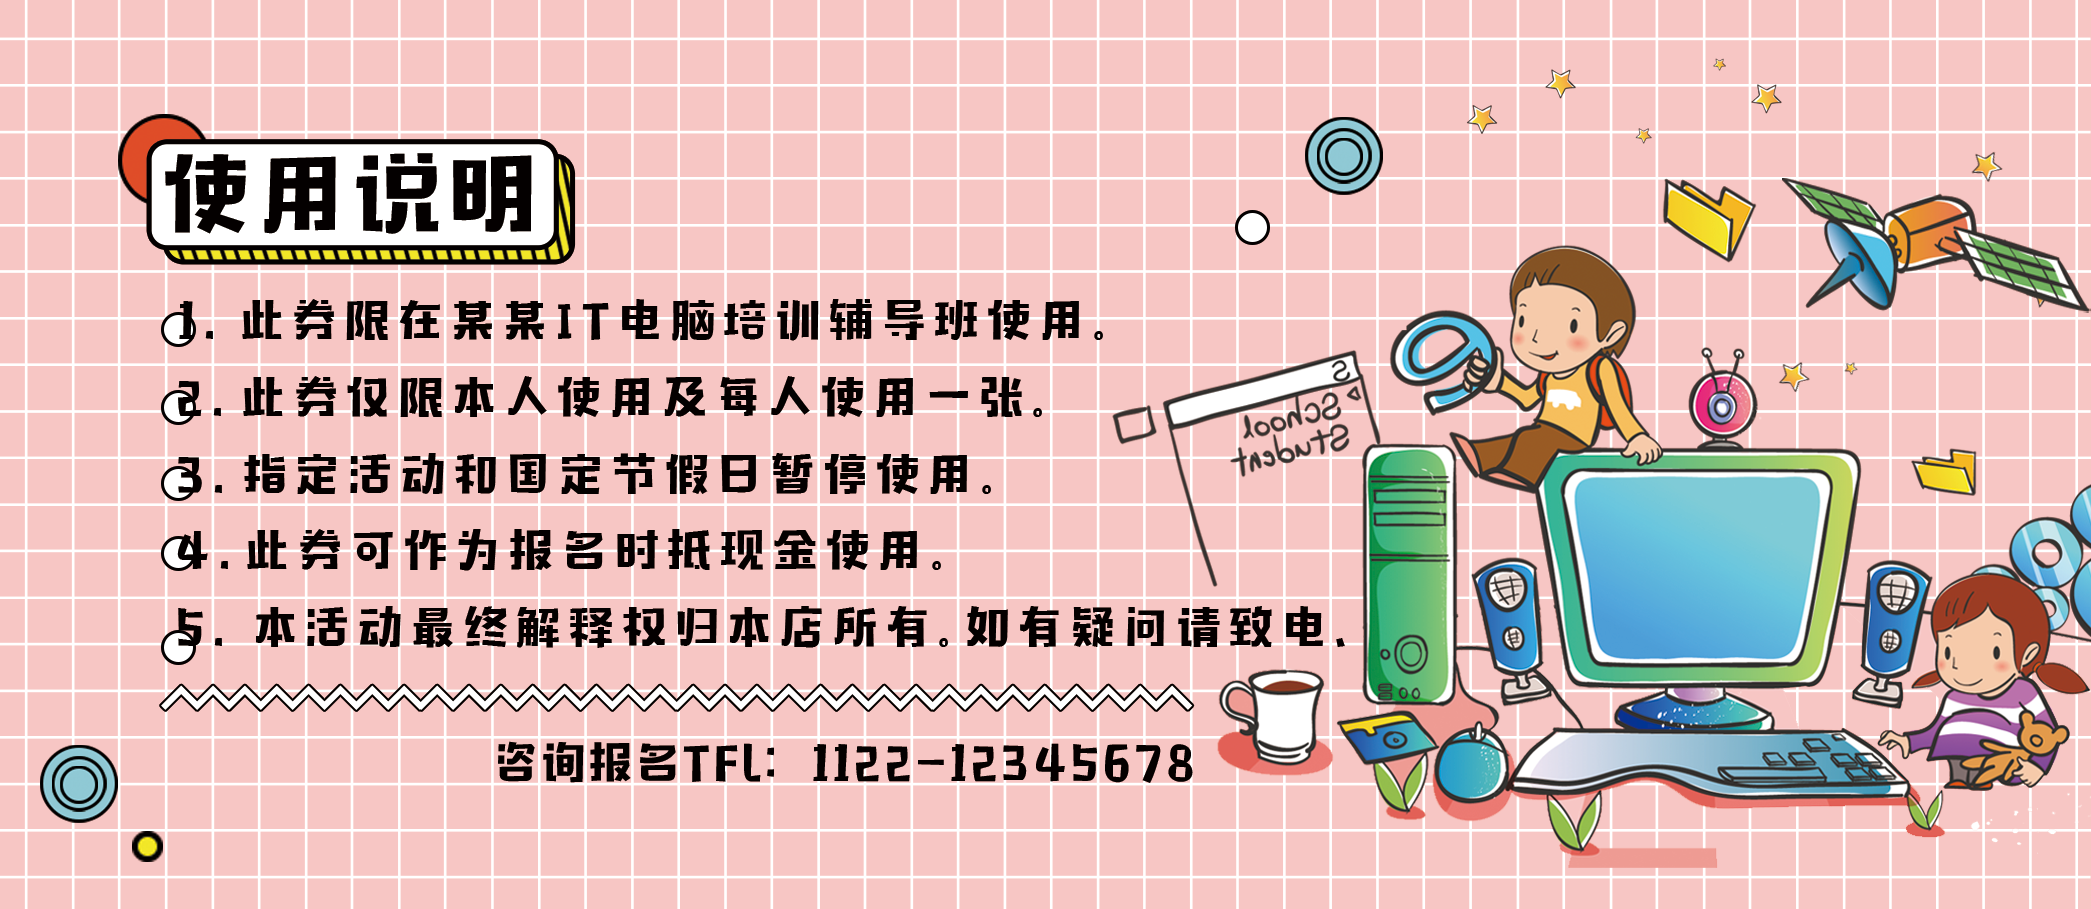 使用说明
1. 此券限在某某IT电脑培训辅导班使用。
2. 此券仅限本人使用及每人使用一张。
3. 指定活动和国定节假日暂停使用。
4. 此券可作为报名时抵现金使用。
5. 本活动最终解释权归本店所有。如有疑问请致电、
S
School
Student
咨询报名TFL: 1122-12345678